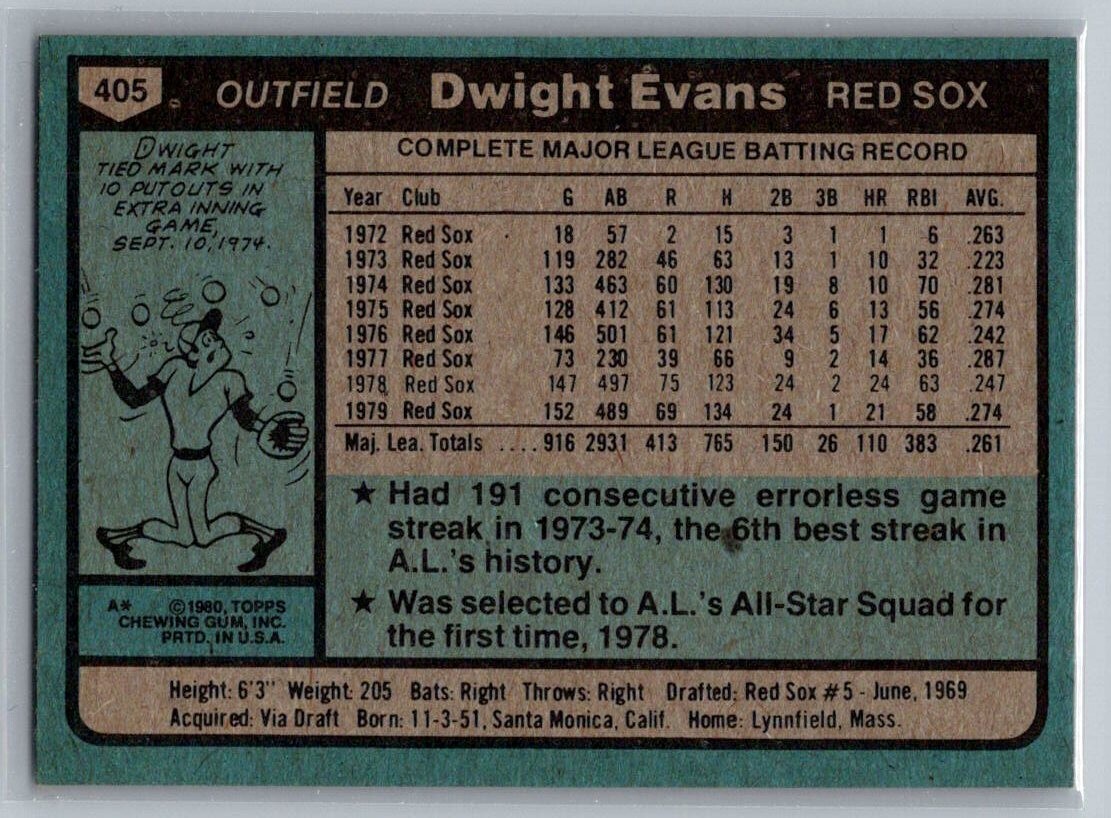 405 OUTFIELD Dwight Evans RED SOX
DWIGHT
TIED MARK WITH
10 PUTOUTS IN
EXTRA INNING
GAME,
SEPT. 10, 1974.
COMPLETE MAJOR LEAGUE BATTING RECORD
Year Club G AB R H 2B 3B HR RBI AVG.
1972 Red Sox 18 57 2 15 3 1 1 6 .263
1973 Red Sox 119 282 46 63 13 1 10 32 .223
1974 Red Sox 133 463 60 130 19 8 10 70 .281
1975 Red Sox 128 412 61 113 24 6 13 56 .274
1976 Red Sox 146 501 61 121 34 5 17 62 .242
1977 Red Sox 73 230 39 66 9 2 14 36 .287
1978 Red Sox 147 497 75 123 24 2 24 63 .247
1979 Red Sox 152 489 69 134 24 1 21 58 .274
Maj. Lea. Totals .... 916 2931 413 765 150 26 110 383 .261
★ Had 191 consecutive errorless game
streak in 1973-74, the 6th best streak in
A.L.'s history.
★ Was selected to A.L.'s All-Star Squad for
the first time, 1978.
A* ©1980, TOPPS
CHEWING GUM, INC.
PRTD. IN U.S.A.
Height: 6'3" Weight: 205 Bats: Right Throws: Right Drafted: Red Sox #5 - June, 1969
Acquired: Via Draft Born: 11-3-51, Santa Monica, Calif. Home: Lynnfield, Mass.